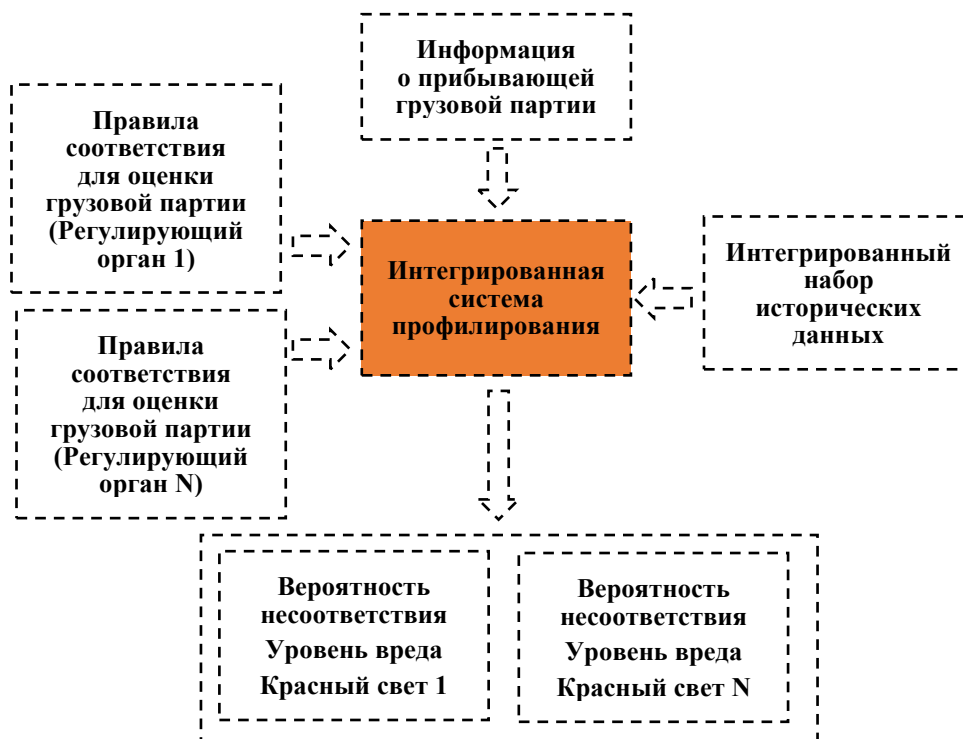 Информация
о прибывающей
грузовой партии
Правила
соответствия
для оценки
грузовой партии
(Регулирующий
орган 1)
Интегрированная
система
профилирования
Интегрированный
набор
исторических
данных
Правила
соответствия
для оценки
грузовой партии
(Регулирующий
орган N)
Вероятность
несоответствия
Уровень вреда
Красный свет 1
Вероятность
несоответствия
Уровень вреда
Красный свет N